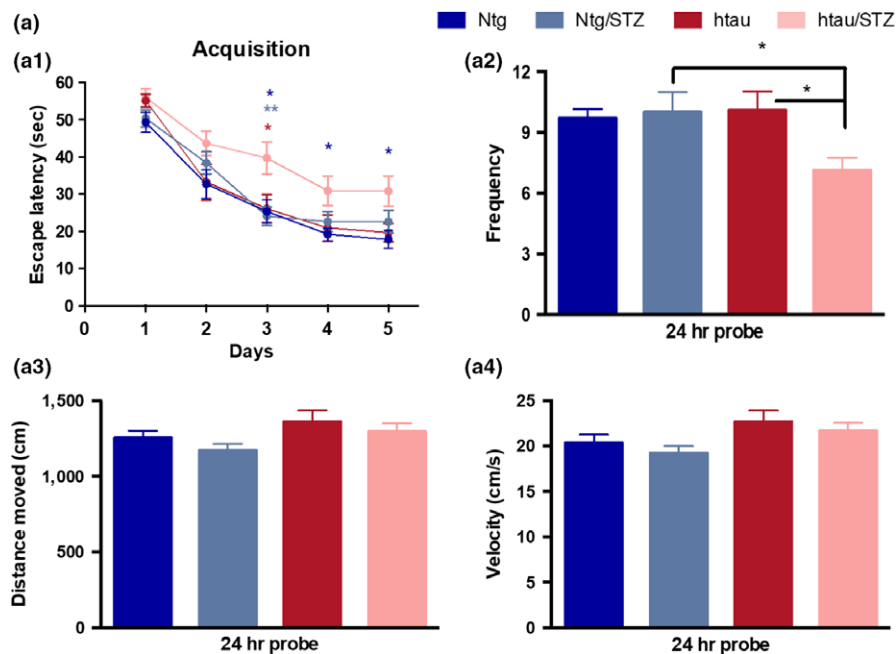 (a)
Ntg Ntg/STZ htau htau/STZ
(a1)
Acquisition
Escape latency (sec)
60
50
40
30
20
10
0
*
**
*
*
*
0 1 2 3 4 5
Days
(a2)
Frequency
12
9
6
3
0
*
*
24 hr probe
(a3)
Distance moved (cm)
1,500
1,000
500
0
24 hr probe
(a4)
Velocity (cm/s)
25
20
15
10
5
0
24 hr probe